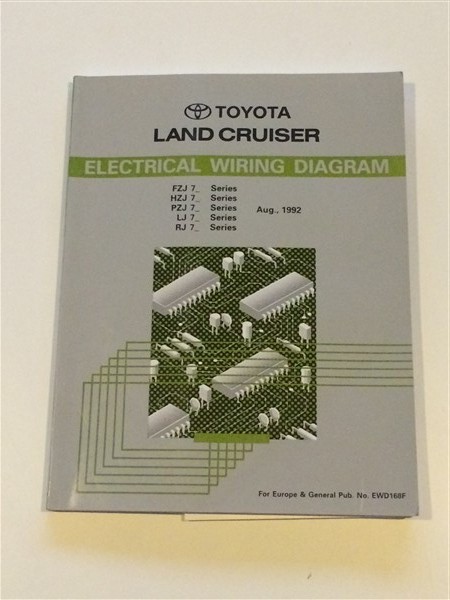 TOYOTA
LAND CRUISER
ELECTRICAL WIRING DIAGRAM
FZJ 7_ Series
HZJ 7_ Series
PZJ 7_ Series Aug., 1992
LJ 7_ Series
RJ 7_ Series
For Europe & General Pub. No. EWD168F